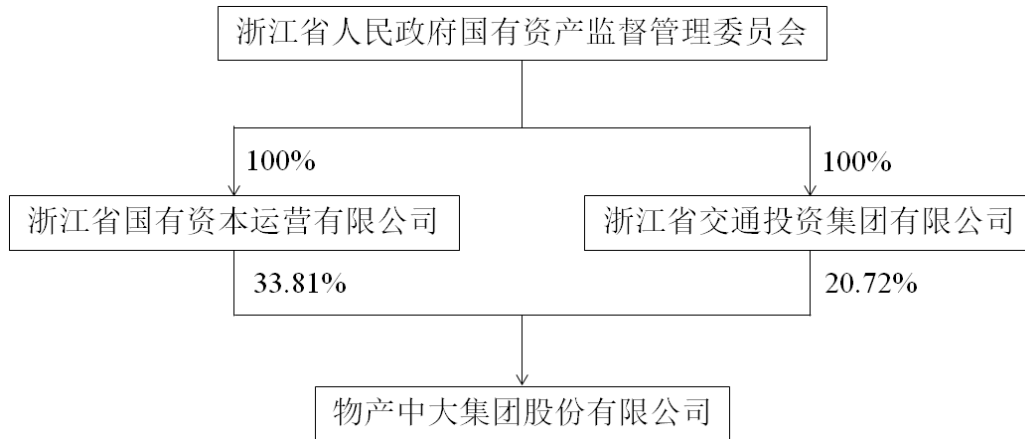 浙江省人民政府国有资产监督管理委员会
100%
100%
浙江省国有资本运营有限公司
浙江省交通投资集团有限公司
33.81%
20.72%
物产中大集团股份有限公司